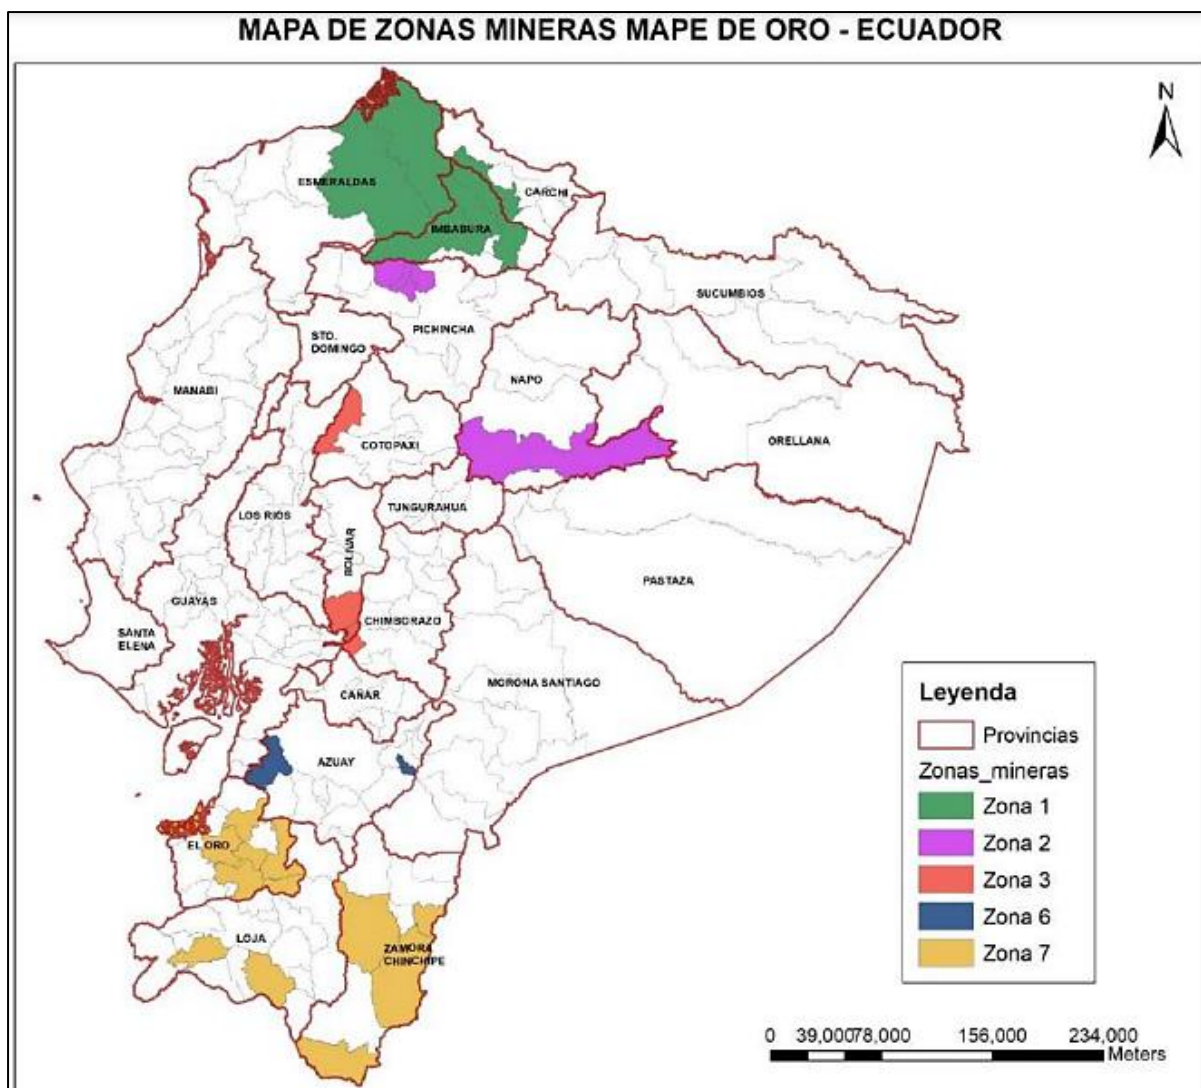 MAPA DE ZONAS MINERAS MAPE DE ORO - ECUADOR
N
ESMERALDAS
CARCHI
IMBABURA
SUCUMBIOS
PICHINCHA
STO.
DOMINGO
NAPO
MANABI
COTOPAXI
ORELLANA
LOS RIOS
TUNGURAHUA
BOLIVAR
PASTAZA
GUAYAS
CHIMBORAZO
SANTA
ELENA
MORONA SANTIAGO
CAÑAR
AZUAY
EL ORO
LOJA
ZAMORA
CHINCHIPE
Leyenda
Provincias
Zonas_mineras
Zona 1
Zona 2
Zona 3
Zona 6
Zona 7
0 39,00078,000 156,000 234,000
Meters